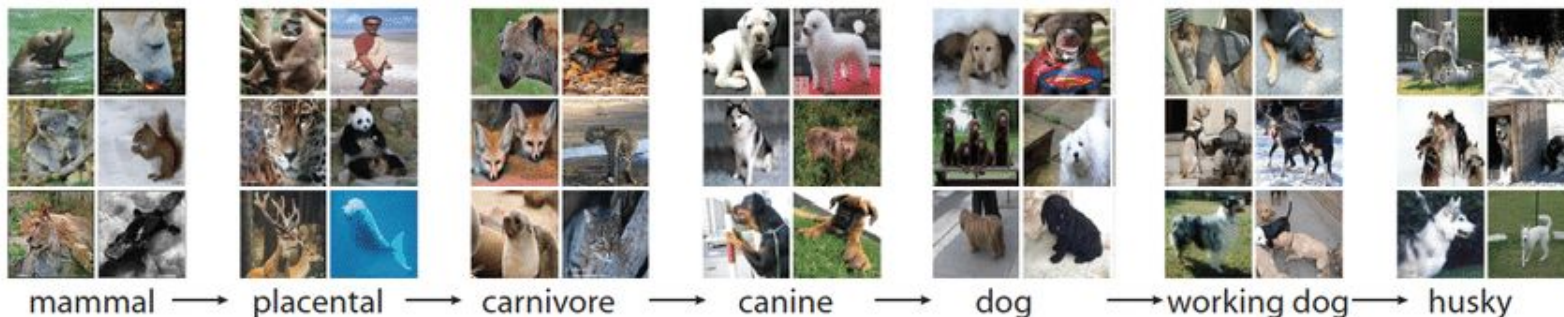 mammal → placental → carnivore → canine → dog → working dog → husky